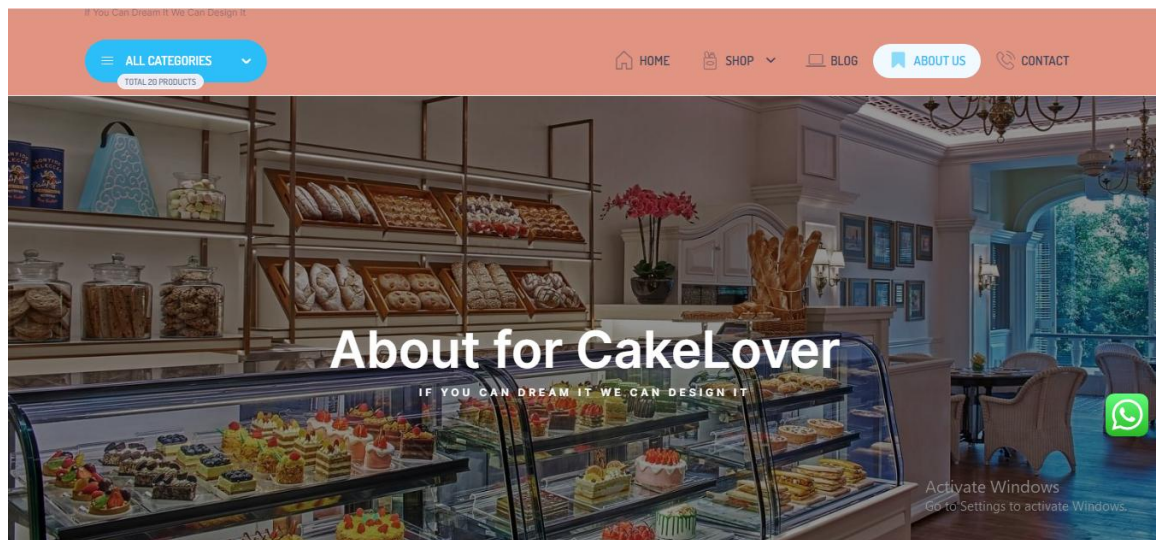 If You Can Dream It We Can Design It
ALL CATEGORIES
TOTAL 20 PRODUCTS
HOME
SHOP
BLOG
ABOUT US
CONTACT
About for CakeLover
IF YOU CAN DREAM IT WE CAN DESIGN IT
Activate Windows
Go to Settings to activate Windows.